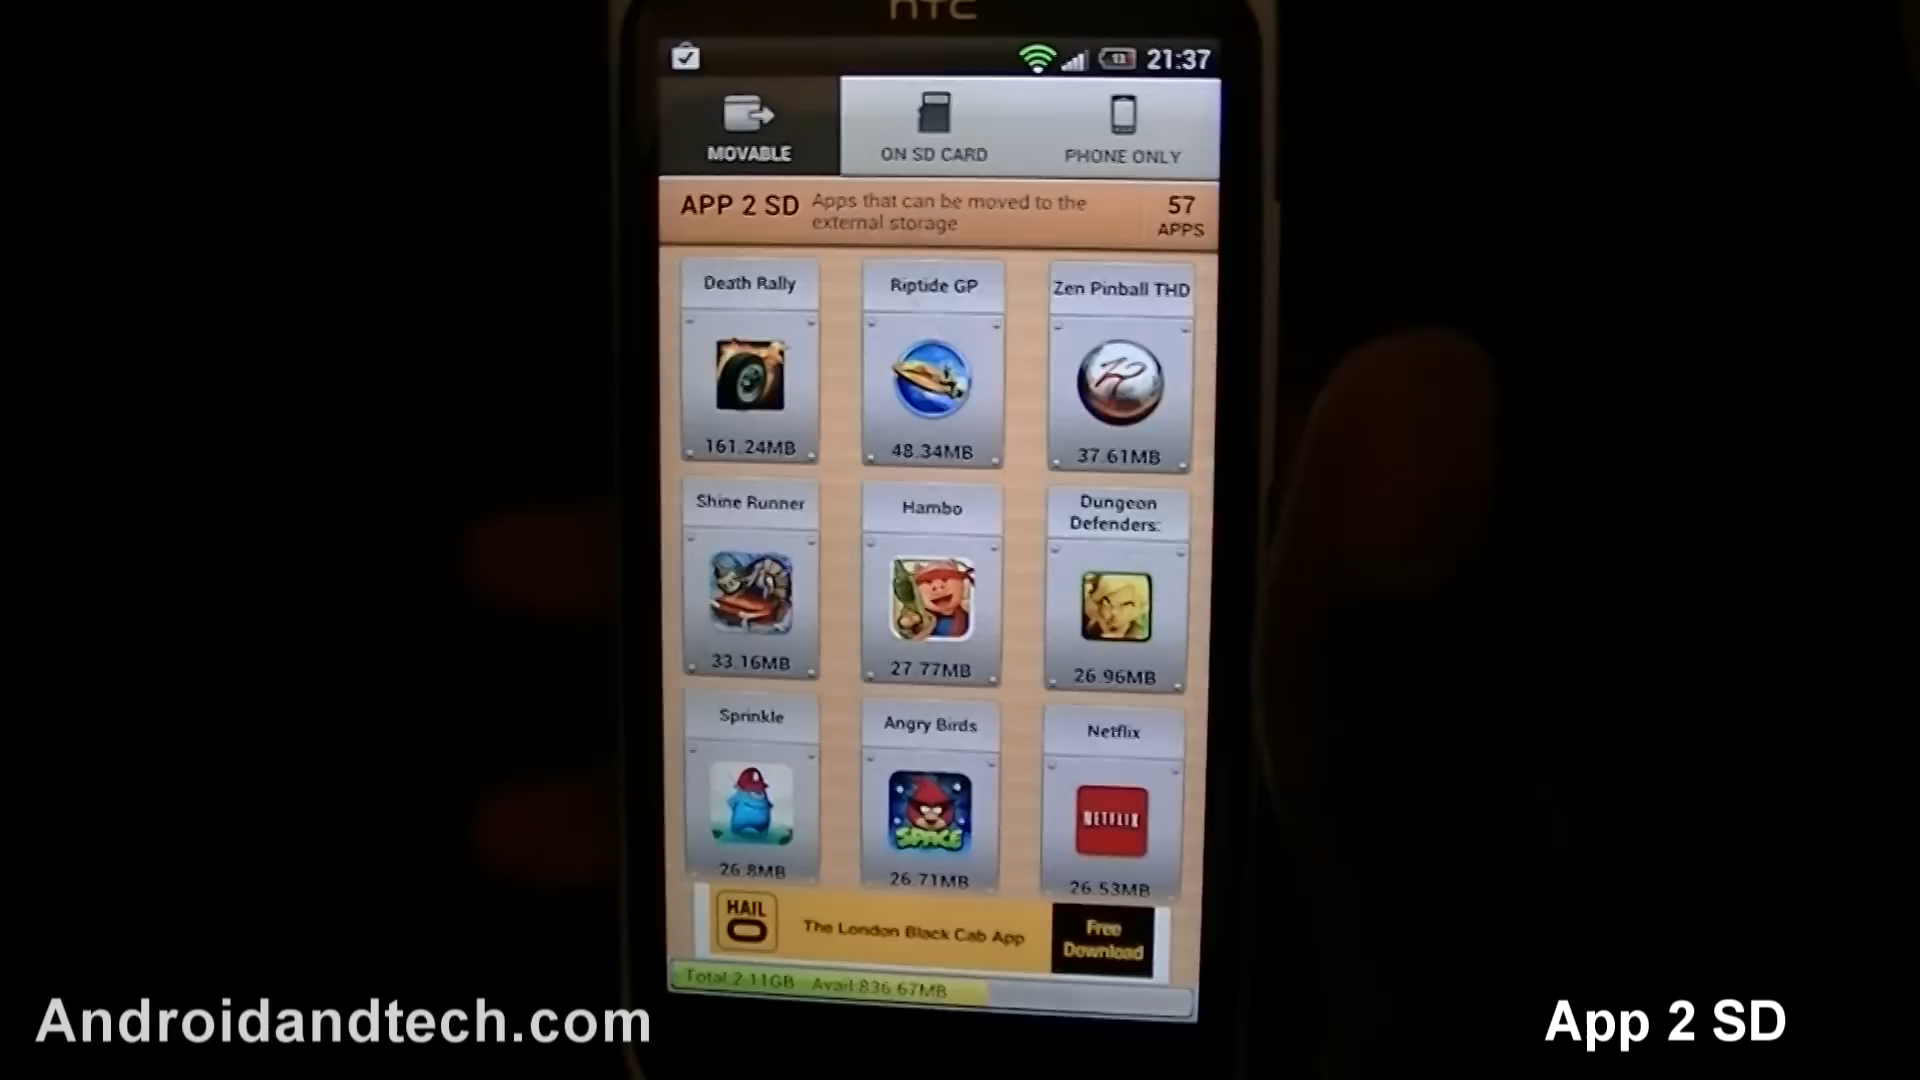 hTC
21:37
MOVABLE
ON SD CARD
PHONE ONLY
APP 2 SD
Apps that can be moved to the
external storage
57
APPS
Death Rally
Riptide GP
Zen Pinball THD
161.24MB
48.34MB
37.61MB
Shine Runner
Hambo
Dungeon
Defenders:
33.16MB
27.77MB
26.96MB
Sprinkle
Angry Birds
Netflix
SPACE
NETFLIX
26.8MB
26.71MB
26.53MB
HAIL
O
The London Black Cab App
Free
Download
Total:2.11GB Avail:836.67MB
Androidandtech.com
App 2 SD